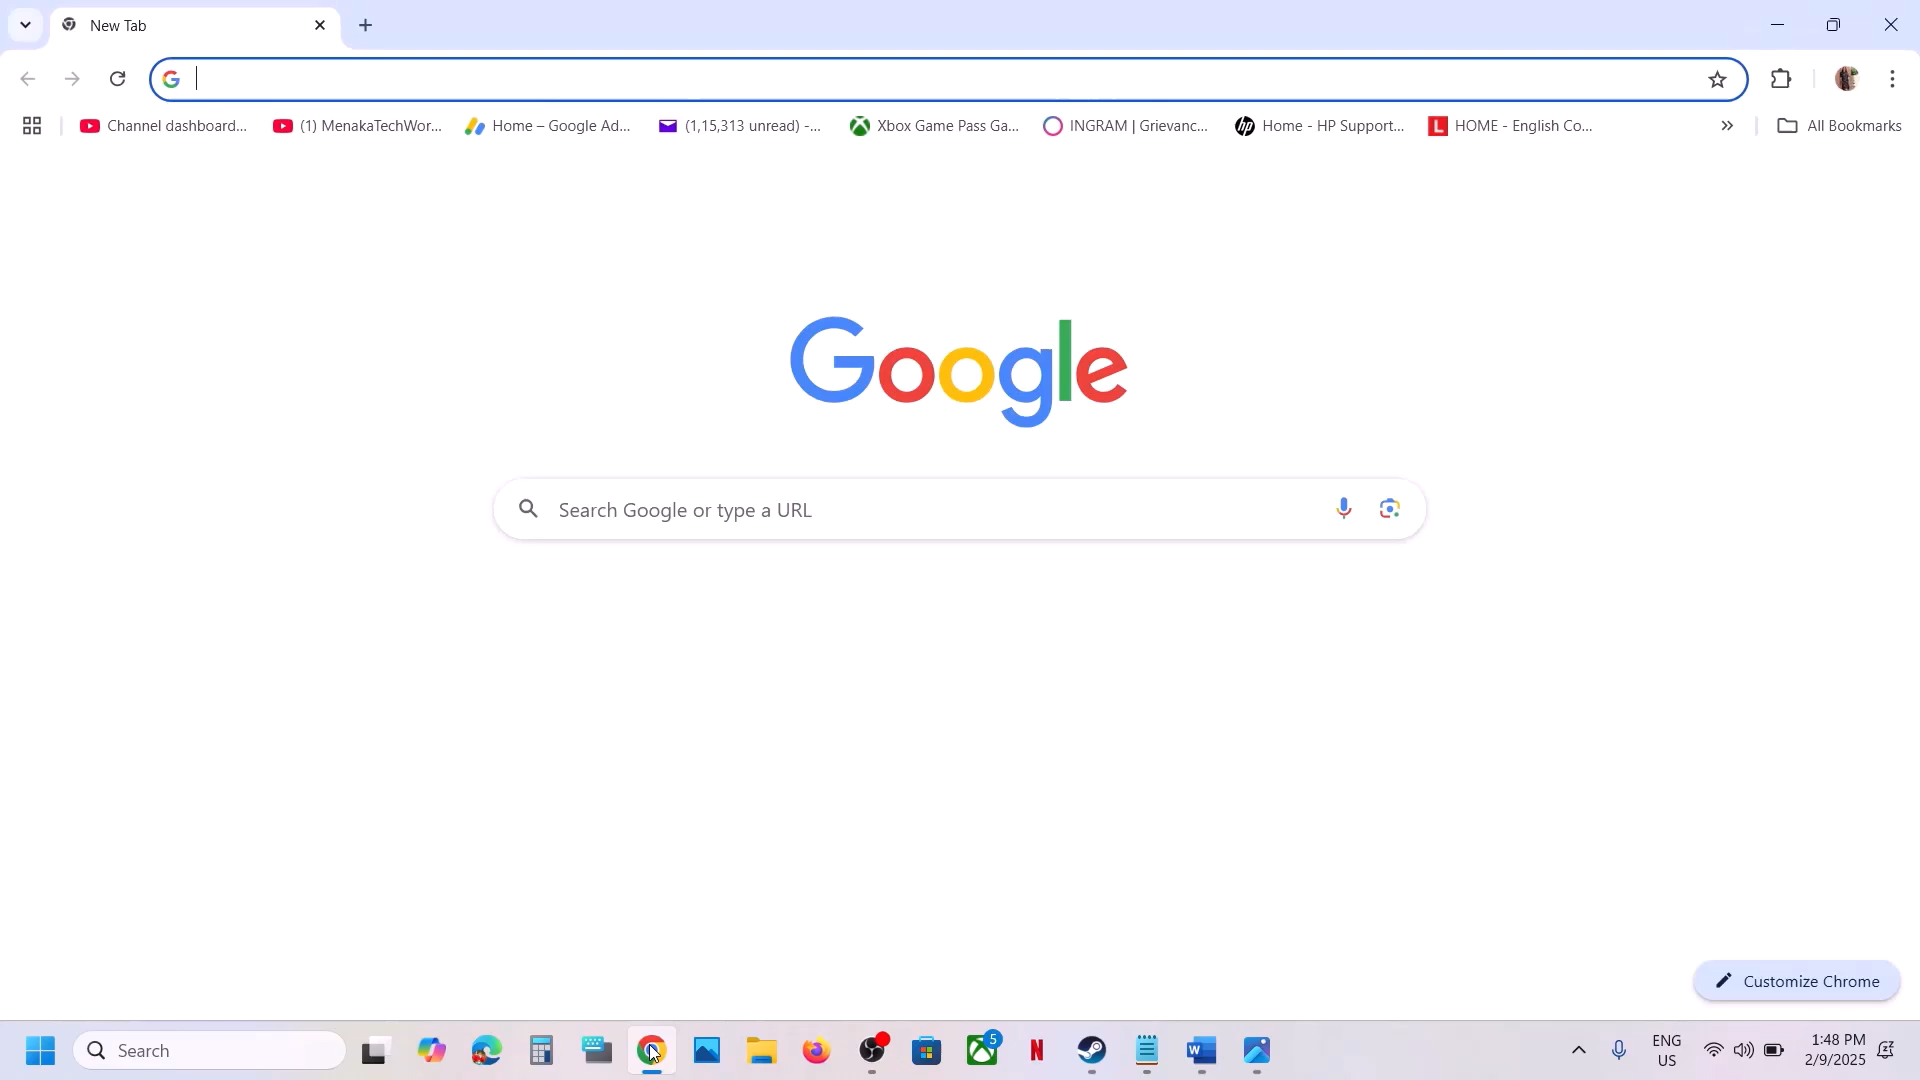 New Tab
Channel dashboard...
(1) MenakaTechWor...
Home – Google Ad...
(1,15,313 unread) -...
Xbox Game Pass Ga...
INGRAM | Grievanc...
Home - HP Support...
HOME - English Co...
All Bookmarks
Google
Search Google or type a URL
Customize Chrome
Search
5
ENG
US
1:48 PM
2/9/2025